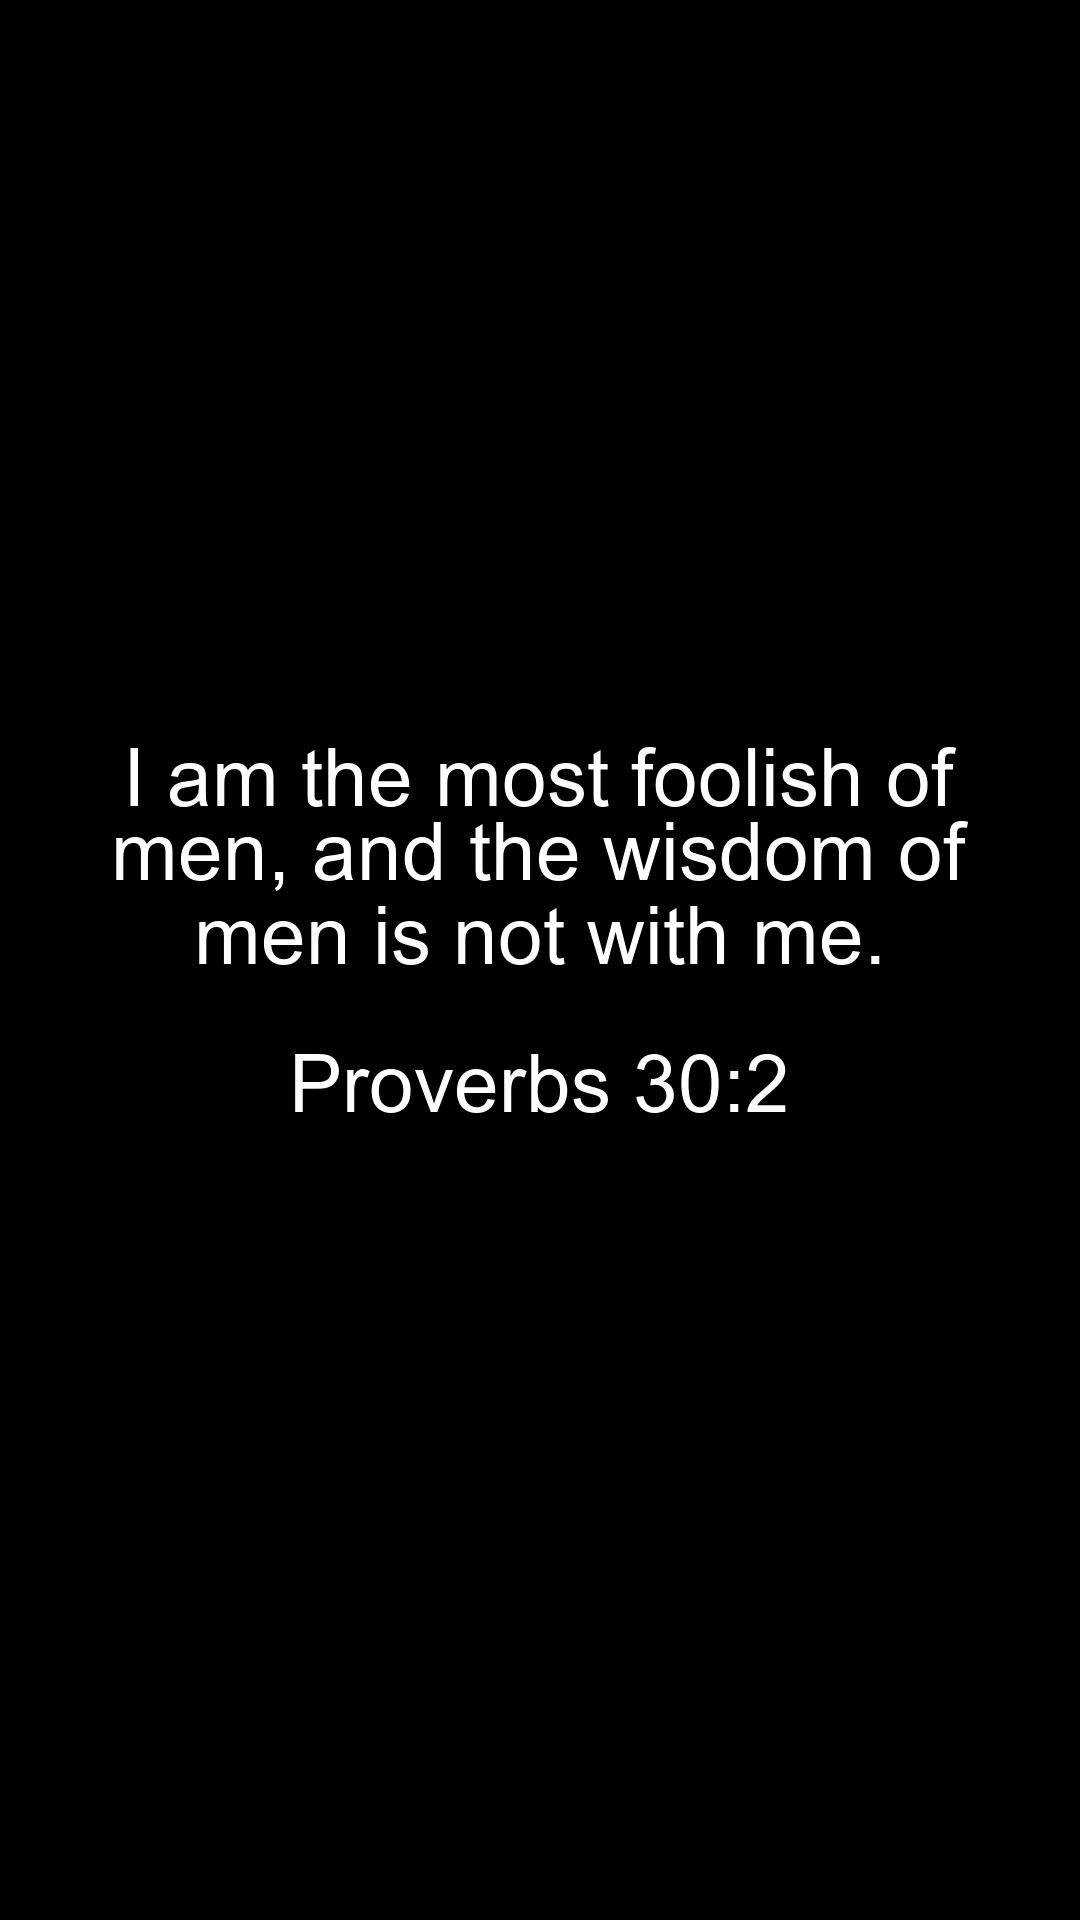 I am the most foolish of
men, and the wisdom of
men is not with me.
Proverbs 30:2